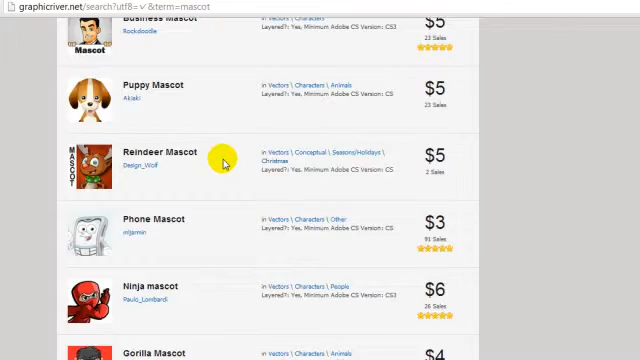 graphicriver.net/search?utf8=✓&term=mascot
Business Mascot
Rockdoodle
Layered?: Yes, Minimum Adobe CS Version: CS3
$5
23 Sales
Mascot
Puppy Mascot
Akiaki
in Vectors \ Characters \ Animals
Layered?: Yes, Minimum Adobe CS Version: CS
$5
23 Sales
MASCOT
Reindeer Mascot
Design_Wolf
in Vectors \ Conceptual \ Seasons/Holidays \
Christmas
Layered?: Yes, Minimum Adobe CS Version: CS
$5
2 Sales
Phone Mascot
mljarmin
in Vectors \ Characters \ Other
Layered?: Yes, Minimum Adobe CS Version: CS
$3
91 Sales
Ninja mascot
Paulo_Lombardi
in Vectors \ Characters \ People
Layered?: Yes, Minimum Adobe CS Version: CS3
$6
26 Sales
Gorilla Mascot
in Vectors \ Characters \ Animals
$4